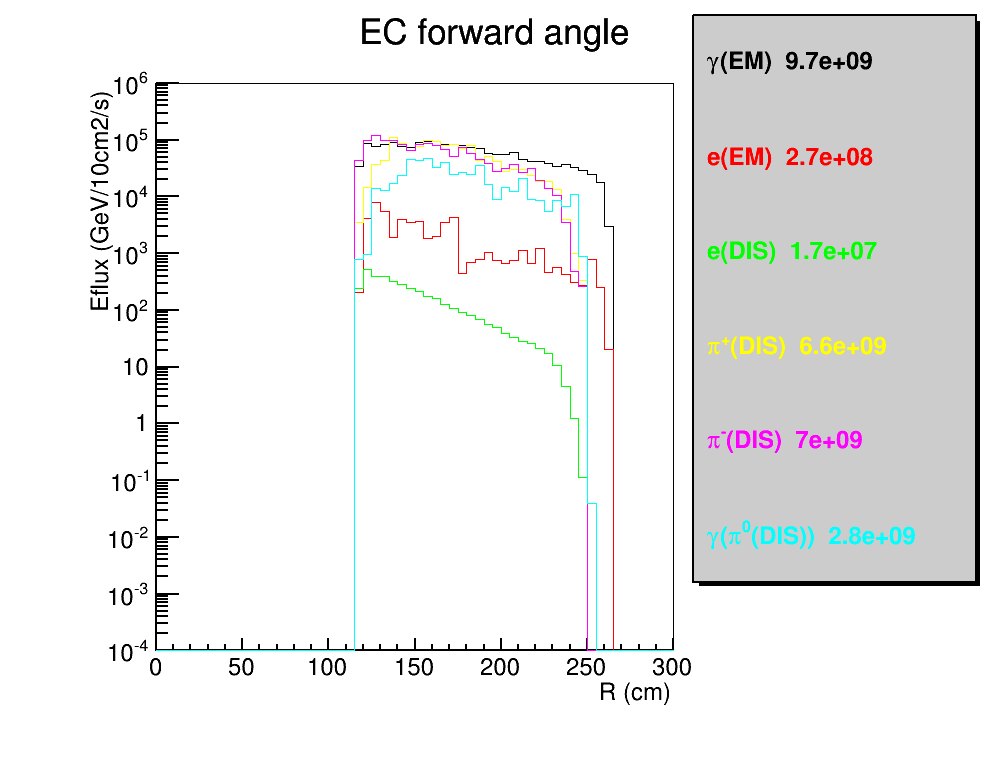 EC forward angle
Eflux (GeV/10cm2/s)
10^6
10^5
10^4
10^3
10^2
10
1
10^-1
10^-2
10^-3
10^-4
0 50 100 150 200 250 300
R (cm)
γ(EM) 9.7e+09
e(EM) 2.7e+08
e(DIS) 1.7e+07
π^+(DIS) 6.6e+09
π^-(DIS) 7e+09
γ(π^0(DIS)) 2.8e+09